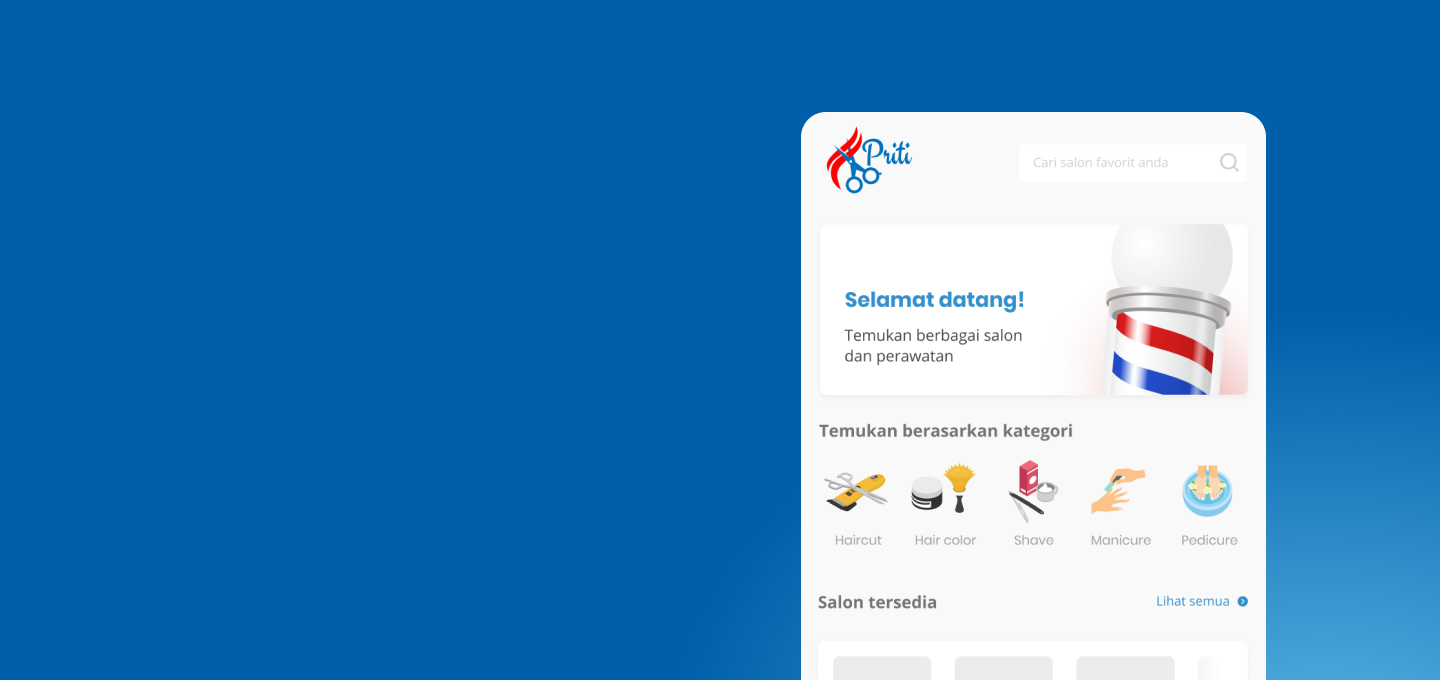 Priti
Cari salon favorit anda
Selamat datang!
Temukan berbagai salon
dan perawatan
Temukan berasarkan kategori
Haircut
Hair color
Shave
Manicure
Pedicure
Salon tersedia
Lihat semua